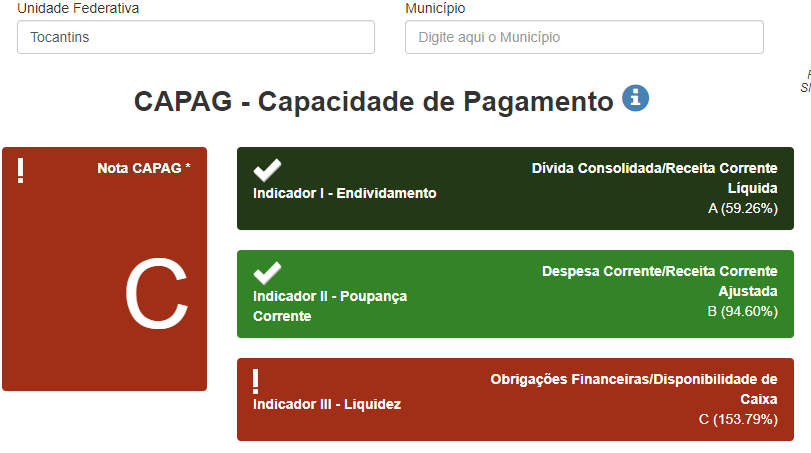 Unidade Federativa
Município
Tocantins
Digite aqui o Município
CAPAG - Capacidade de Pagamento
Nota CAPAG *
C
Indicador I - Endividamento
Dívida Consolidada/Receita Corrente
Líquida
A (59.26%)
Indicador II - Poupança
Corrente
Despesa Corrente/Receita Corrente
Ajustada
B (94.60%)
Indicador III - Liquidez
Obrigações Financeiras/Disponibilidade de
Caixa
C (153.79%)